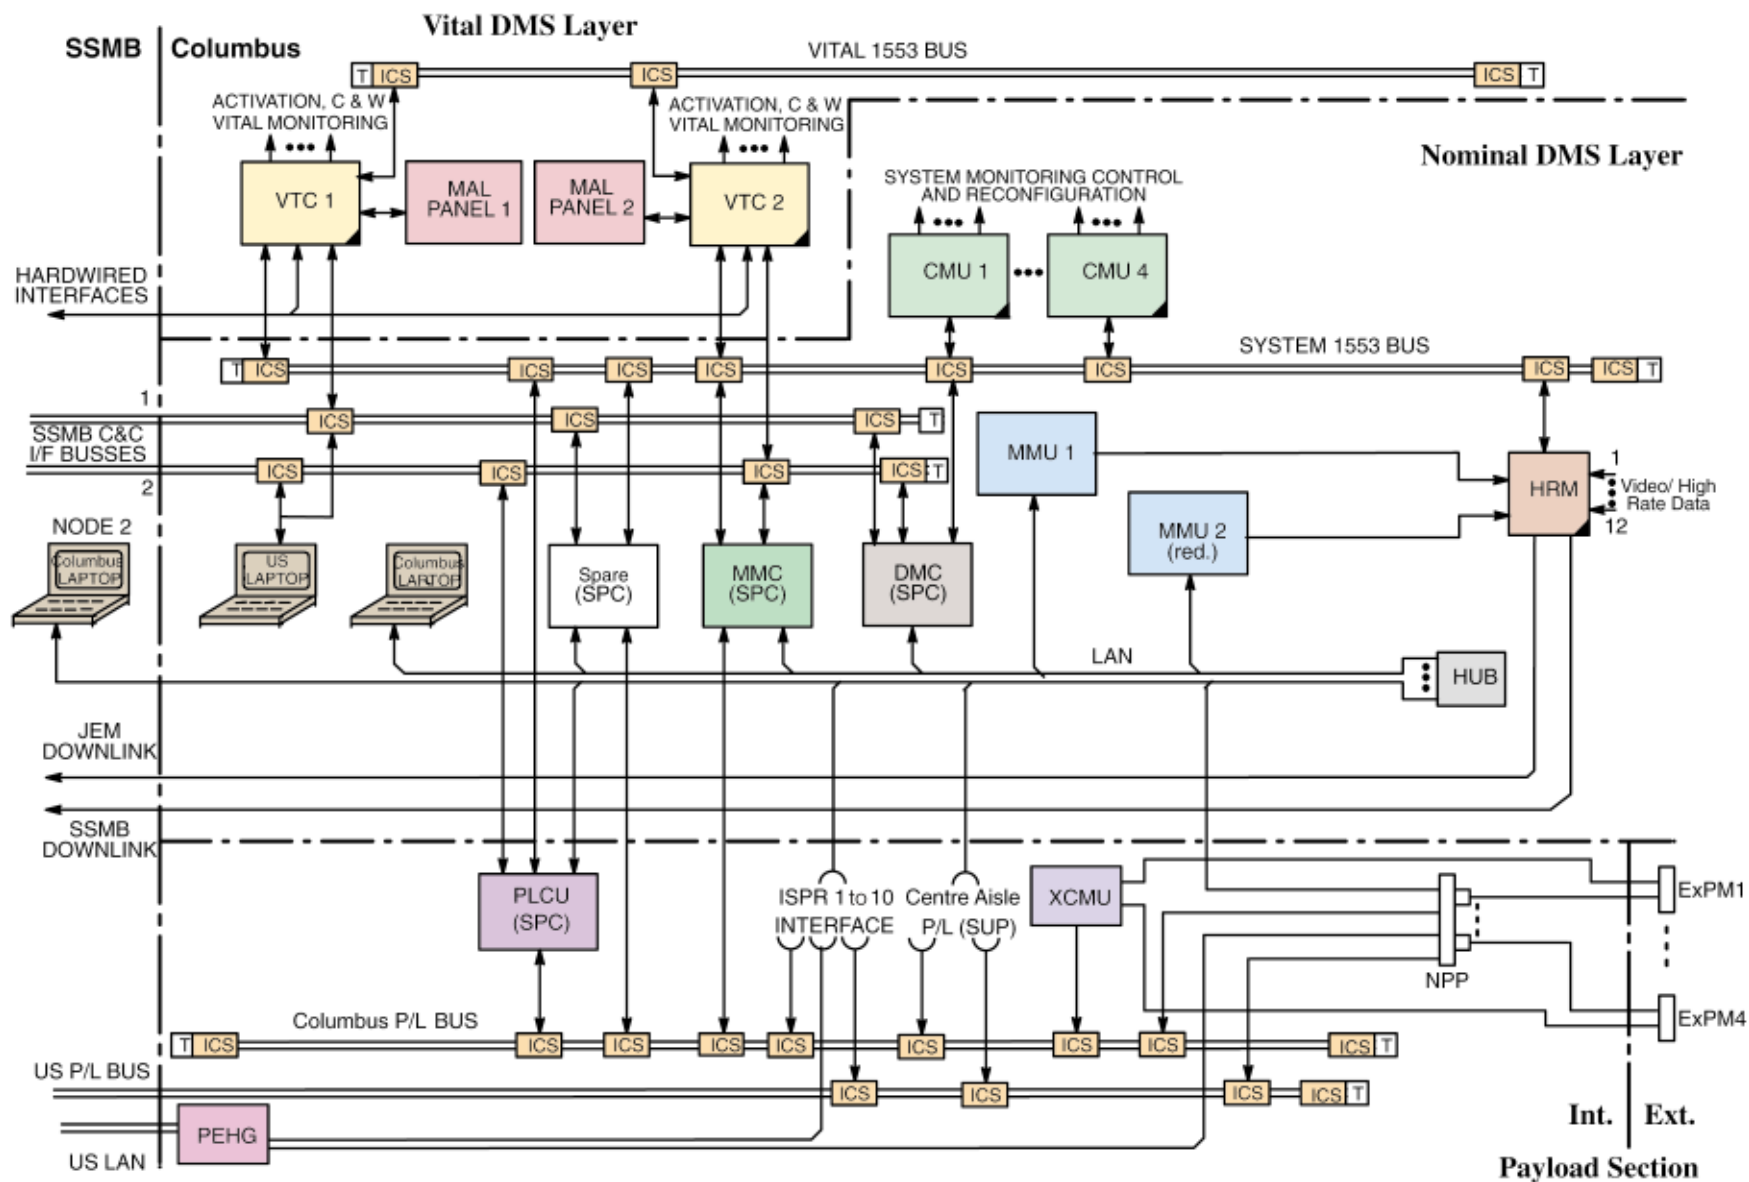 Vital DMS Layer
SSMB
Columbus
VITAL 1553 BUS
T
ICS
ICS
ICS
T
ACTIVATION, C & W
VITAL MONITORING
ACTIVATION, C & W
VITAL MONITORING
Nominal DMS Layer
VTC 1
MAL
PANEL 1
MAL
PANEL 2
VTC 2
SYSTEM MONITORING CONTROL
AND RECONFIGURATION
CMU 1
CMU 4
HARDWIRED
INTERFACES
SYSTEM 1553 BUS
T
ICS
ICS
ICS
ICS
ICS
ICS
ICS
ICS
T
1
ICS
ICS
ICS
T
SSMB C&C
I/F BUSSES
ICS
ICS
ICS
ICS
T
2
MMU 1
MMU 2
(red.)
HRM
1
Video/ High
Rate Data
12
NODE 2
Columbus
LAPTOP
US
LAPTOP
Columbus
LARTOP
Spare
(SPC)
MMC
(SPC)
DMC
(SPC)
LAN
HUB
JEM
DOWNLINK
SSMB
DOWNLINK
PLCU
(SPC)
ISPR 1 to 10
INTERFACE
Centre Aisle
P/L (SUP)
XCMU
ExPM1
NPP
ExPM4
Columbus P/L BUS
T
ICS
ICS
ICS
ICS
ICS
ICS
ICS
ICS
ICS
T
US P/L BUS
ICS
ICS
ICS
ICS
T
PEHG
US LAN
Int.
Ext.
Payload Section